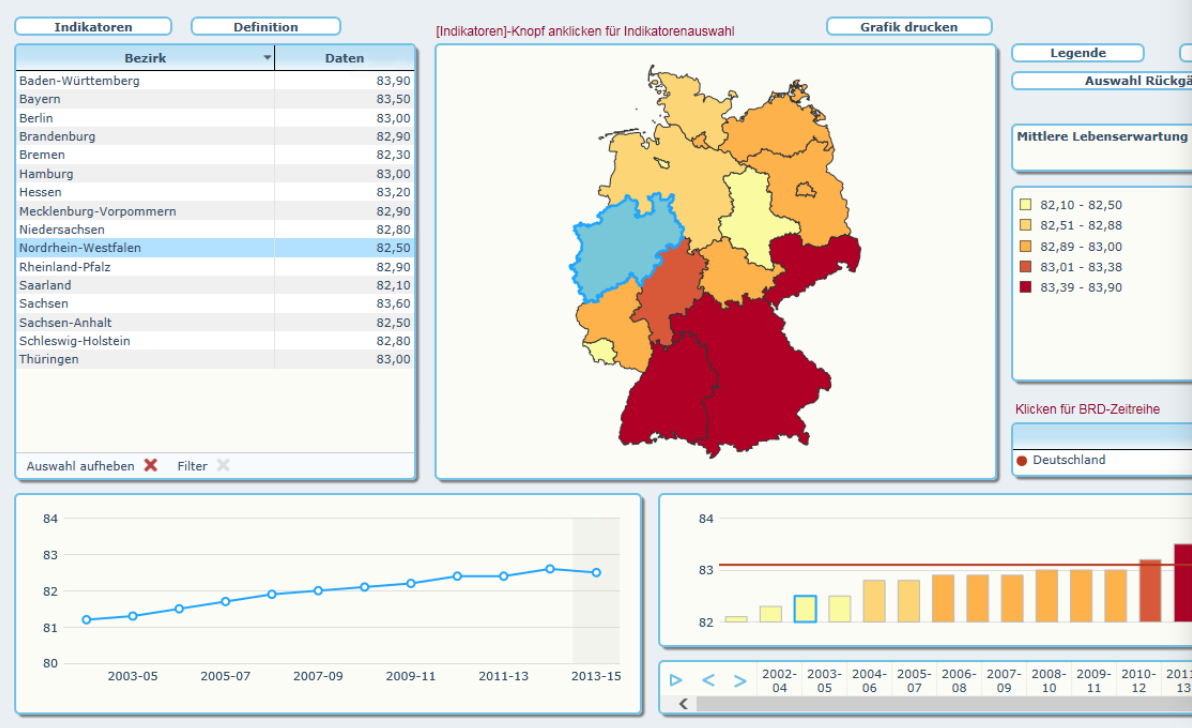 Indikatoren Definition
[Indikatoren]-Knopf anklicken für Indikatorenauswahl
Grafik drucken
Legende
Auswahl Rückgä
Bezirk Daten
Baden-Württemberg 83,90
Bayern 83,50
Berlin 83,00
Brandenburg 82,90
Bremen 82,30
Hamburg 83,00
Hessen 83,20
Mecklenburg-Vorpommern 82,90
Niedersachsen 82,80
Nordrhein-Westfalen 82,50
Rheinland-Pfalz 82,90
Saarland 82,10
Sachsen 83,60
Sachsen-Anhalt 82,50
Schleswig-Holstein 82,80
Thüringen 83,00
Auswahl aufheben Filter
Mittlere Lebenserwartung
82,10 - 82,50
82,51 - 82,88
82,89 - 83,00
83,01 - 83,38
83,39 - 83,90
Klicken für BRD-Zeitreihe
Deutschland
84
83
82
81
80
2003-05 2005-07 2007-09 2009-11 2011-13 2013-15
84
83
82
2002- 2003- 2004- 2005- 2006- 2007- 2008- 2009- 2010- 2011
04 05 06 07 08 09 10 11 12 13